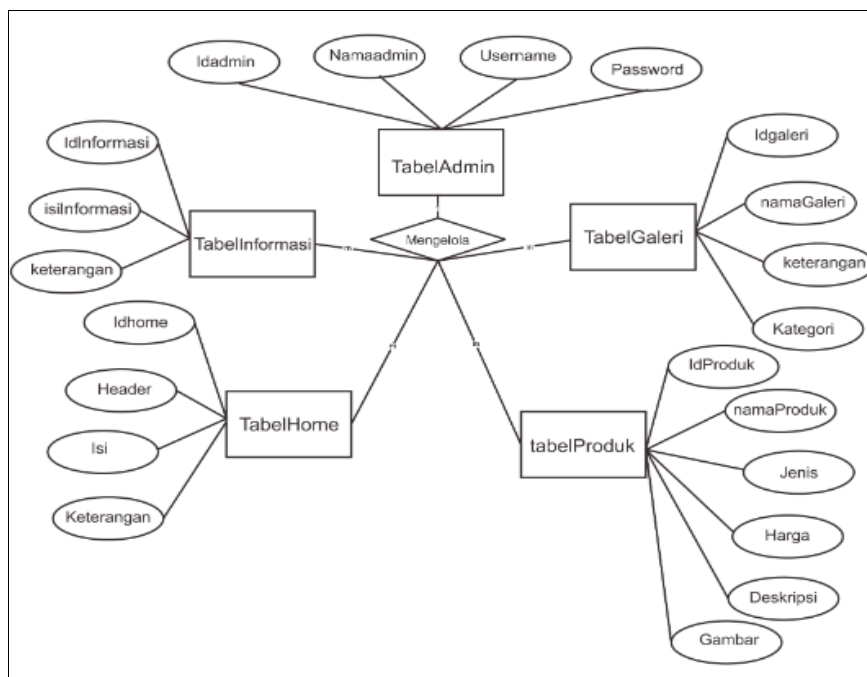 Idadmin
Namaadmin
Username
Password
TabelAdmin
Mengelola
IdInformasi
isiInformasi
keterangan
TabelInformasi
m
Idgaleri
namaGaleri
keterangan
Kategori
TabelGaleri
Idhome
Header
Isi
Keterangan
TabelHome
IdProduk
namaProduk
Jenis
Harga
Deskripsi
Gambar
tabelProduk